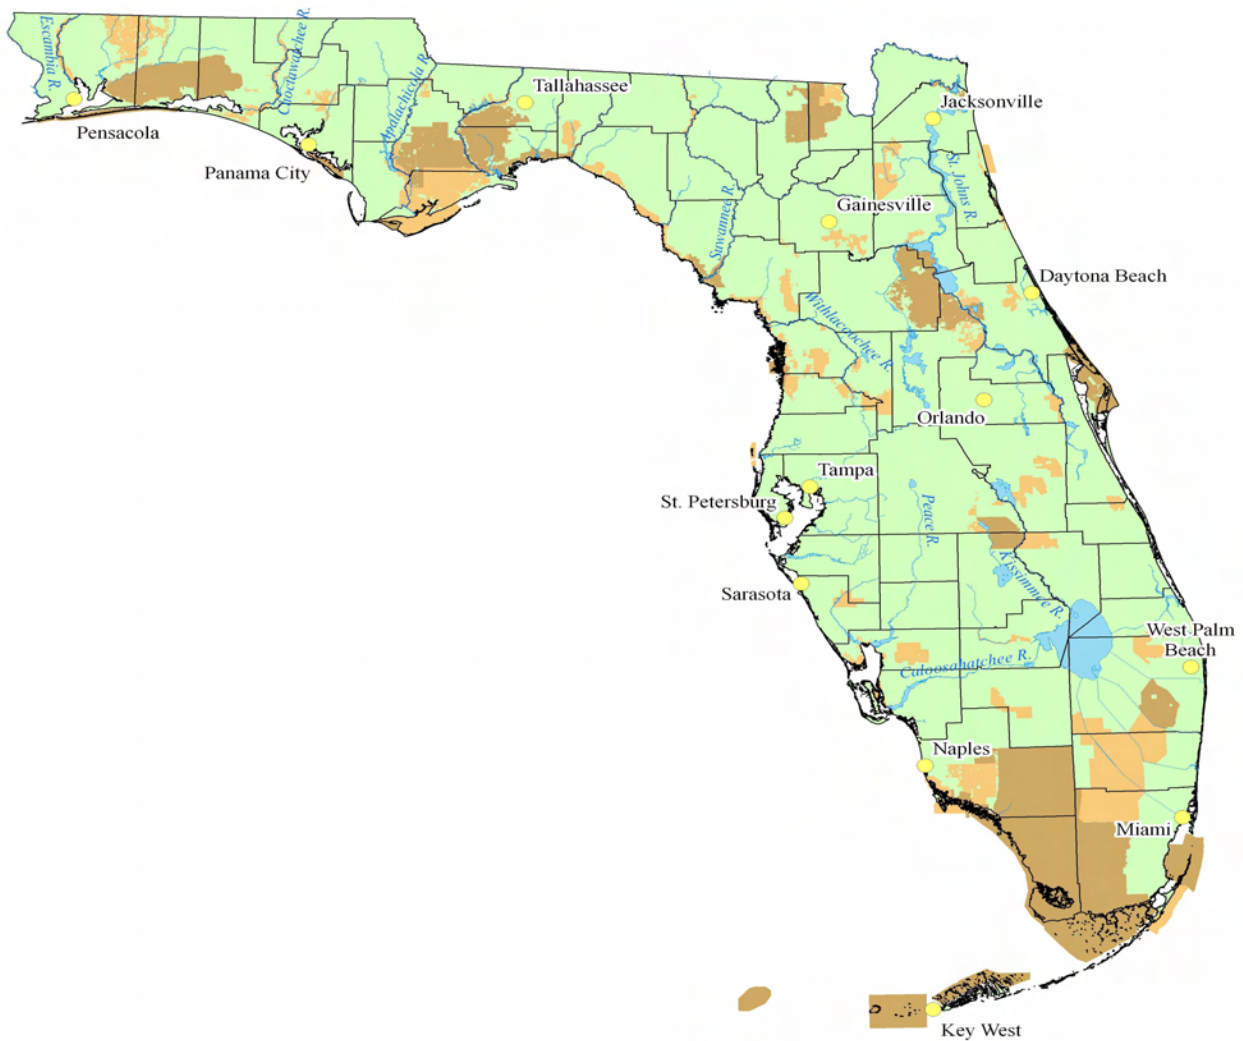 Escambia R.
Choctawatchee R.
Apalachicola R.
Tallahassee
Jacksonville
Pensacola
Panama City
St. Johns R.
Gainesville
Suwannee R.
Daytona Beach
Withlacoochee R.
Orlando
Tampa
St. Petersburg
Peace R.
Kissimmee R.
Sarasota
West Palm
Beach
Caloosahatchee R.
Naples
Miami
Key West